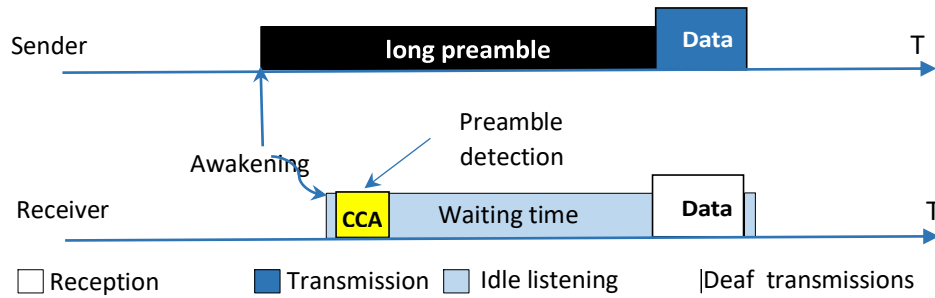 Sender
long preamble
Data
T
Awakening
Preamble
detection
Receiver
CCA
Waiting time
Data
T
Reception
Transmission
Idle listening
Deaf transmissions